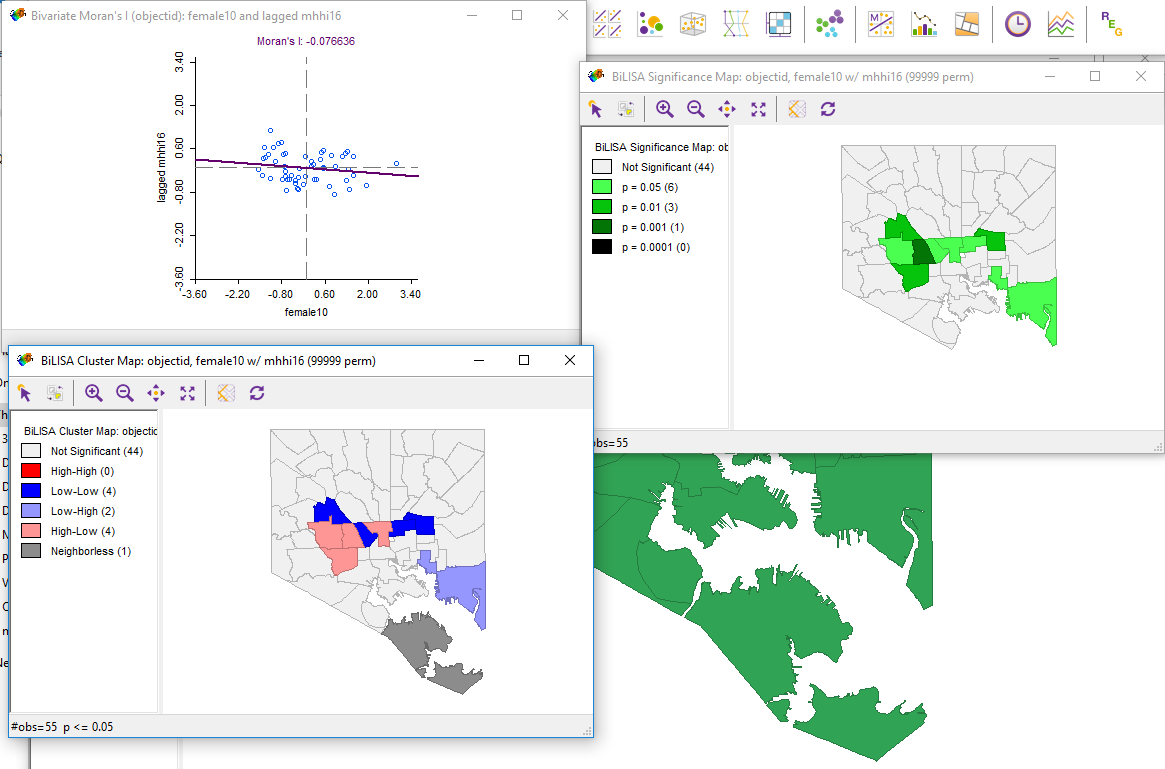 Bivariate Moran's I (objectid): female10 and lagged mhhi16
Moran's I: -0.076636
3.40
2.00
0.60
-0.80
-2.20
-3.60
lagged mhhi16
-3.60 -2.20 -0.80 0.60 2.00 3.40
female10
M
R
E
G
BiLISA Significance Map: objectid, female10 w/ mhhi16 (99999 perm)
BiLISA Significance Map: ob
Not Significant (44)
p = 0.05 (6)
p = 0.01 (3)
p = 0.001 (1)
p = 0.0001 (0)
obs=55
BiLISA Cluster Map: objectid, female10 w/ mhhi16 (99999 perm)
BiLISA Cluster Map: objectid
Not Significant (44)
High-High (0)
Low-Low (4)
Low-High (2)
High-Low (4)
Neighborless (1)
#obs=55 p <= 0.05